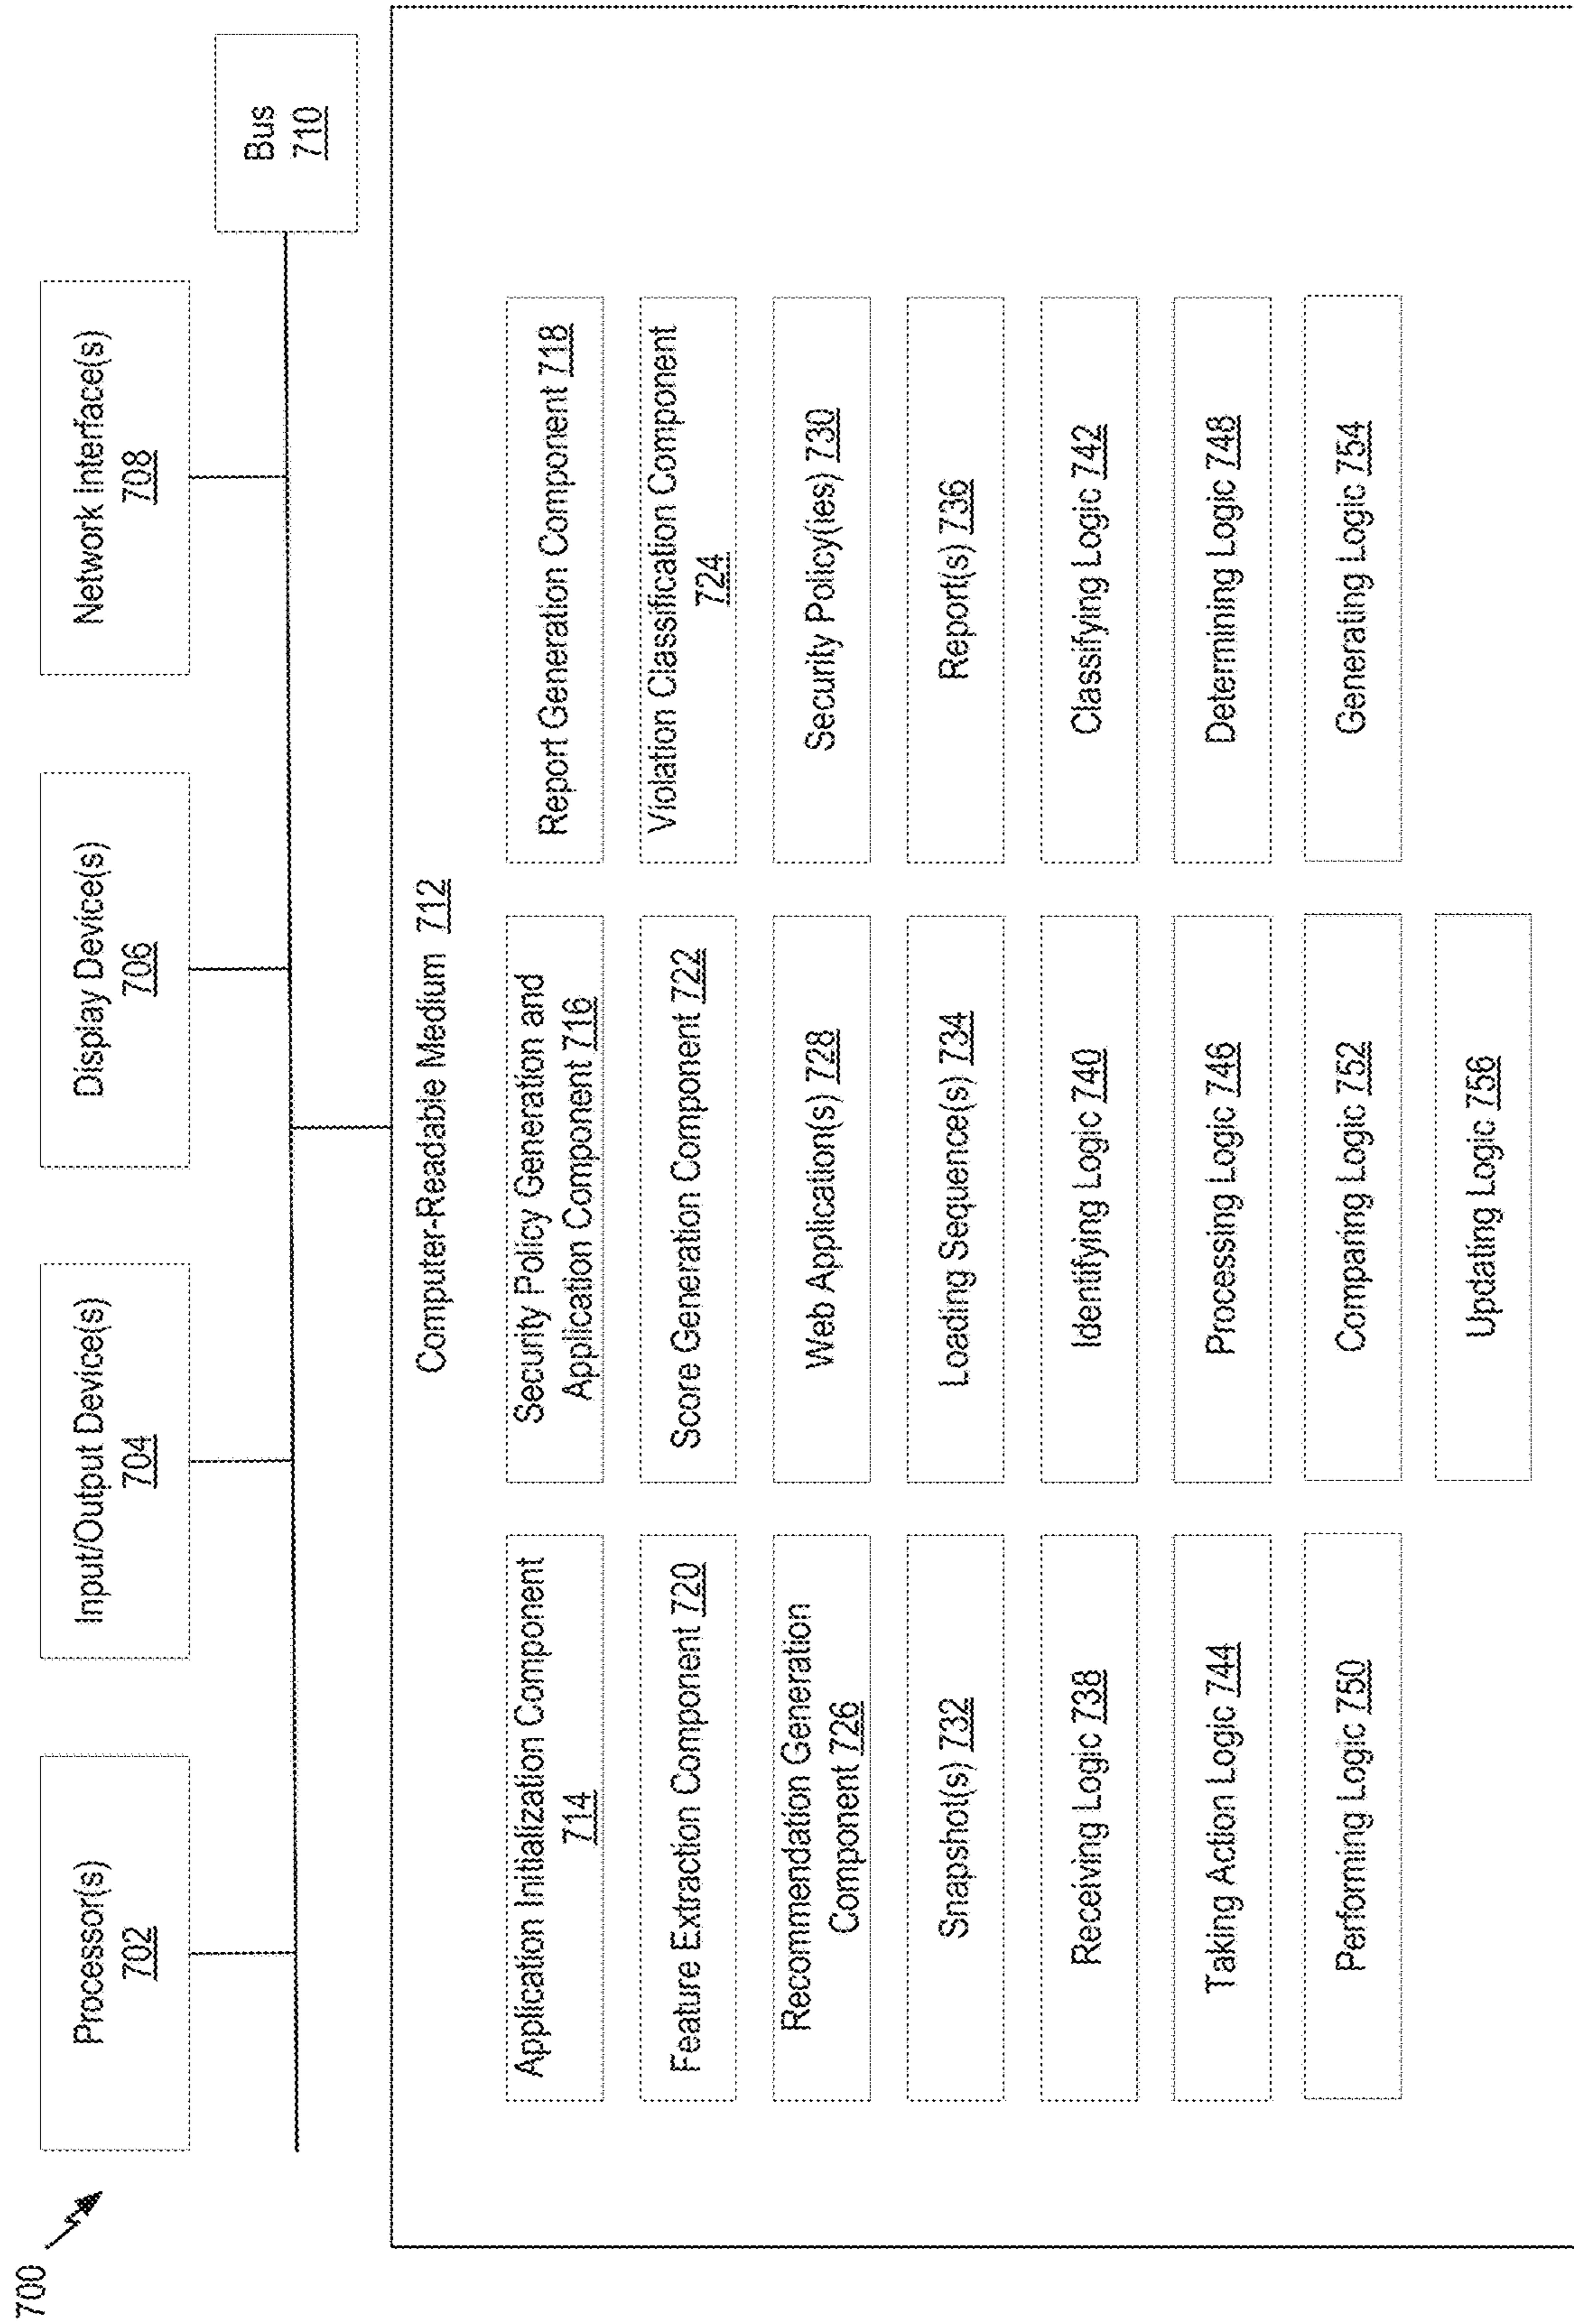 700
Processor(s)
702
Input/Output Device(s)
704
Display Device(s)
706
Network Interface(s)
708
Bus
710
Computer-Readable Medium 712
Application Initialization Component
714
Security Policy Generation and
Application Component 716
Report Generation Component 718
Feature Extraction Component 720
Score Generation Component 722
Violation Classification Component
724
Recommendation Generation
Component 726
Web Application(s) 728
Security Policy(ies) 730
Snapshot(s) 732
Loading Sequence(s) 734
Report(s) 736
Receiving Logic 738
Identifying Logic 740
Classifying Logic 742
Taking Action Logic 744
Processing Logic 746
Determining Logic 748
Performing Logic 750
Comparing Logic 752
Generating Logic 754
Updating Logic 756